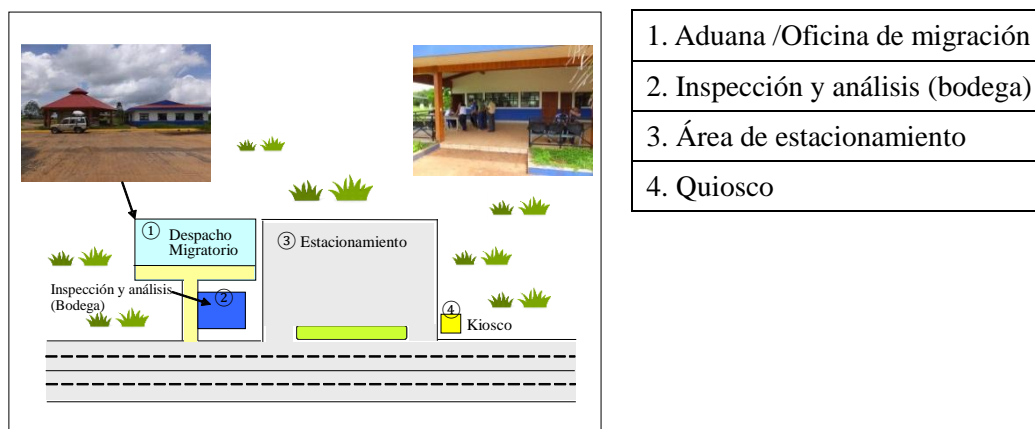 ① Despacho
Migratorio
③ Estacionamiento
Inspección y análisis
(Bodega)
②
④
Kiosco
1. Aduana /Oficina de migración
2. Inspección y análisis (bodega)
3. Área de estacionamiento
4. Quiosco